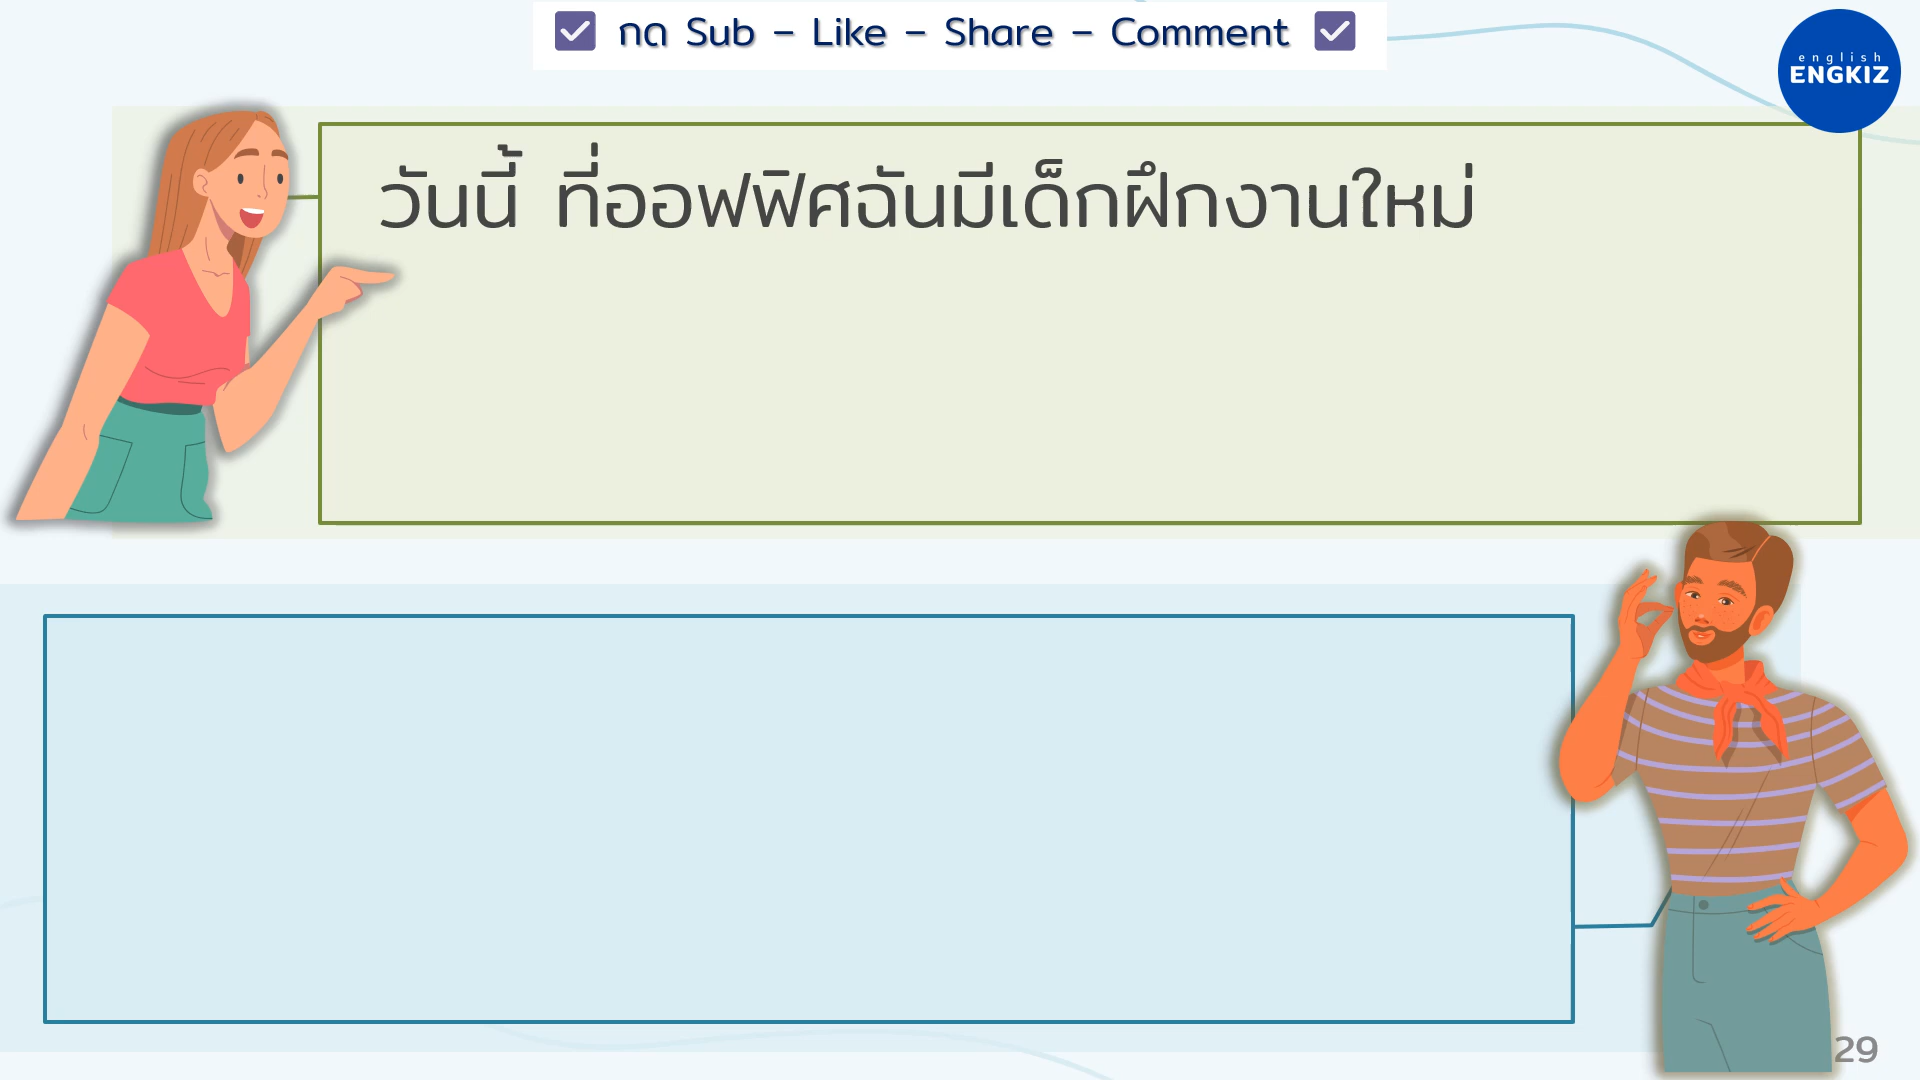 กด Sub – Like – Share – Comment
english
ENGKIZ
วันนี้ ที่ออฟฟิศฉันมีเด็กฝึกงานใหม่
29